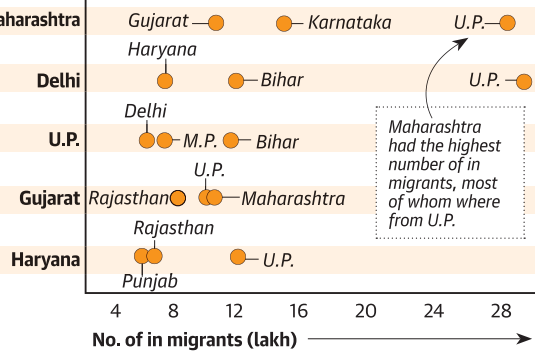 aharashtra Gujarat Karnataka U.P.
Haryana
Delhi Bihar U.P.
Delhi
U.P. M.P. Bihar
Maharashtra
had the highest
number of in
migrants, most
of whom where
from U.P.
U.P.
Gujarat Rajasthan Maharashtra
Rajasthan
Haryana U.P.
Punjab
4 8 12 16 20 24 28
No. of in migrants (lakh)